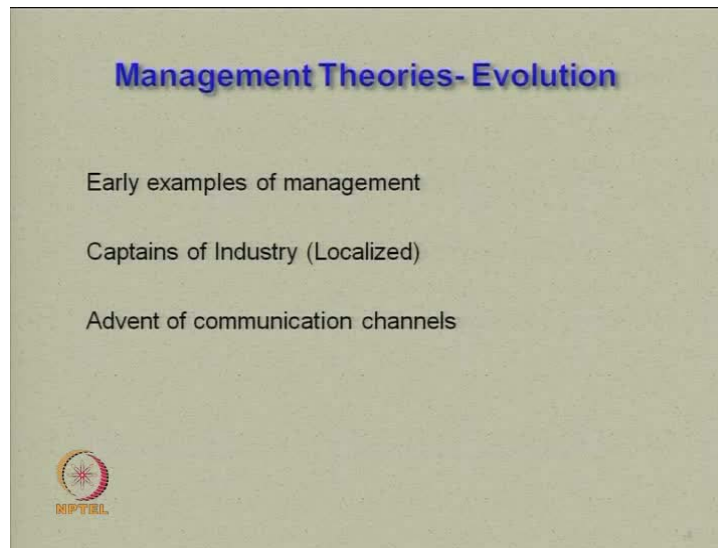 Management Theories- Evolution
Early examples of management
Captains of Industry (Localized)
Advent of communication channels
NPTEL